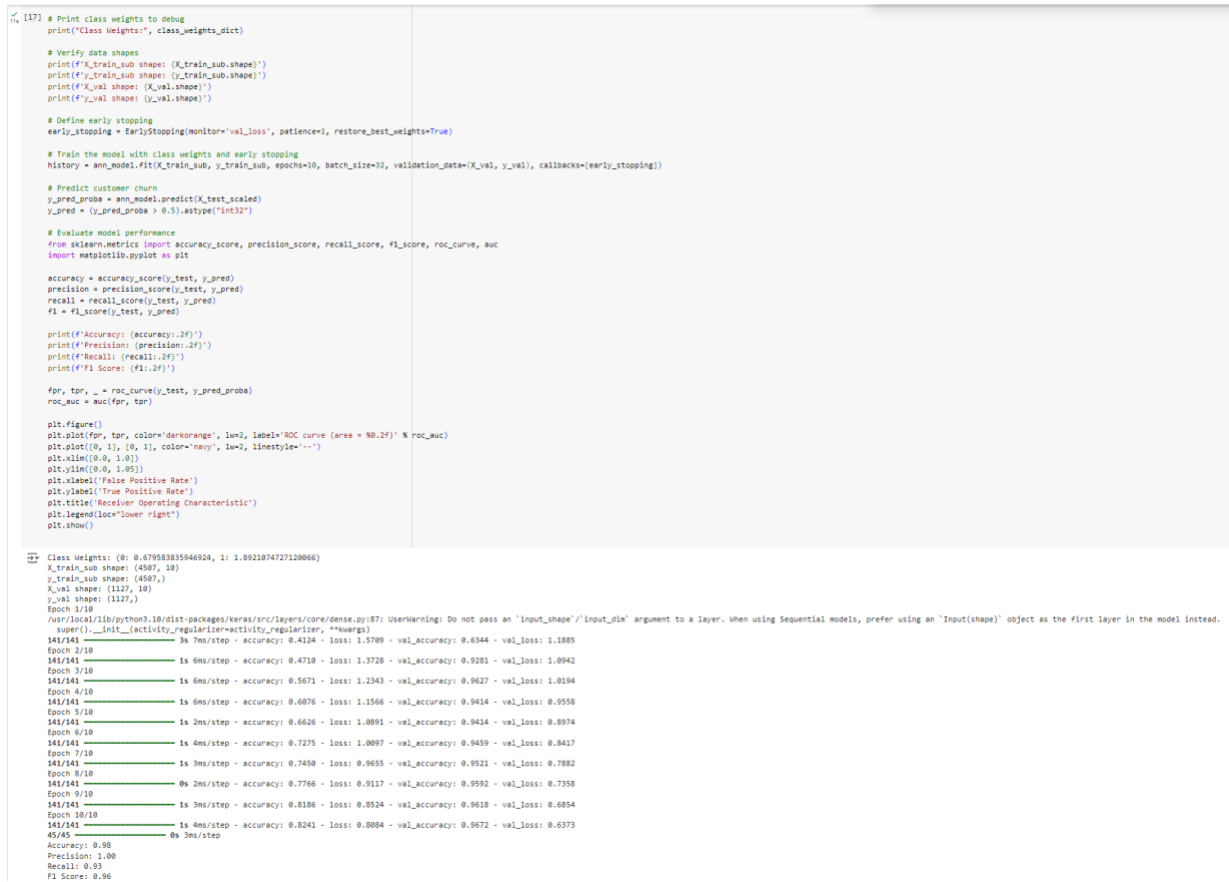 [17] # Print class weights to debug
print("Class Weights:", class_weights_dict)
# Verify data shapes
print(f'X_train_sub shape: {X_train_sub.shape}')
print(f'y_train_sub shape: {y_train_sub.shape}')
print(f'X_val shape: {X_val.shape}')
print(f'y_val shape: {y_val.shape}')
# Define early stopping
early_stopping = EarlyStopping(monitor='val_loss', patience=1, restore_best_weights=True)
# Train the model with class weights and early stopping
history = ann_model.fit(X_train_sub, y_train_sub, epochs=10, batch_size=32, validation_data=(X_val, y_val), callbacks=[early_stopping])
# Predict customer churn
y_pred_proba = ann_model.predict(X_test_scaled)
y_pred = (y_pred_proba > 0.5).astype("int32")
# Evaluate model performance
from sklearn.metrics import accuracy_score, precision_score, recall_score, f1_score, roc_curve, auc
import matplotlib.pyplot as plt
accuracy = accuracy_score(y_test, y_pred)
precision = precision_score(y_test, y_pred)
recall = recall_score(y_test, y_pred)
f1 = f1_score(y_test, y_pred)
print(f'Accuracy: {accuracy:.2f}')
print(f'Precision: {precision:.2f}')
print(f'Recall: {recall:.2f}')
print(f'F1 Score: {f1:.2f}')
fpr, tpr, _ = roc_curve(y_test, y_pred_proba)
roc_auc = auc(fpr, tpr)
plt.figure()
plt.plot(fpr, tpr, color='darkorange', lw=2, label='ROC curve (area = %0.2f)' % roc_auc)
plt.plot([0, 1], [0, 1], color='navy', lw=2, linestyle='--')
plt.xlim([0.0, 1.0])
plt.ylim([0.0, 1.05])
plt.xlabel('False Positive Rate')
plt.ylabel('True Positive Rate')
plt.title('Receiver Operating Characteristic')
plt.legend(loc="lower right")
plt.show()
Class Weights: {0: 0.679583835946924, 1: 1.8921074727120066}
X_train_sub shape: (4507, 10)
y_train_sub shape: (4507,)
X_val shape: (1127, 10)
y_val shape: (1127,)
Epoch 1/10
/usr/local/lib/python3.10/dist-packages/keras/src/layers/core/dense.py:87: UserWarning: Do not pass an `input_shape`/`input_dim` argument to a layer. When using Sequential models, prefer using an `Input(shape)` object as the first layer in the model instead.
super().__init__(activity_regularizer=activity_regularizer, **kwargs)
141/141 3s 7ms/step - accuracy: 0.4124 - loss: 1.5709 - val_accuracy: 0.6344 - val_loss: 1.1885
Epoch 2/10
141/141 1s 6ms/step - accuracy: 0.4710 - loss: 1.3728 - val_accuracy: 0.9281 - val_loss: 1.0942
Epoch 3/10
141/141 1s 6ms/step - accuracy: 0.5671 - loss: 1.2343 - val_accuracy: 0.9627 - val_loss: 1.0194
Epoch 4/10
141/141 1s 6ms/step - accuracy: 0.6076 - loss: 1.1566 - val_accuracy: 0.9414 - val_loss: 0.9558
Epoch 5/10
141/141 1s 2ms/step - accuracy: 0.6626 - loss: 1.0891 - val_accuracy: 0.9414 - val_loss: 0.8974
Epoch 6/10
141/141 1s 4ms/step - accuracy: 0.7275 - loss: 1.0097 - val_accuracy: 0.9459 - val_loss: 0.8417
Epoch 7/10
141/141 1s 3ms/step - accuracy: 0.7450 - loss: 0.9655 - val_accuracy: 0.9521 - val_loss: 0.7882
Epoch 8/10
141/141 0s 2ms/step - accuracy: 0.7766 - loss: 0.9117 - val_accuracy: 0.9592 - val_loss: 0.7358
Epoch 9/10
141/141 1s 3ms/step - accuracy: 0.8186 - loss: 0.8524 - val_accuracy: 0.9618 - val_loss: 0.6854
Epoch 10/10
141/141 1s 4ms/step - accuracy: 0.8241 - loss: 0.8084 - val_accuracy: 0.9672 - val_loss: 0.6373
45/45 0s 3ms/step
Accuracy: 0.98
Precision: 1.00
Recall: 0.93
F1 Score: 0.96